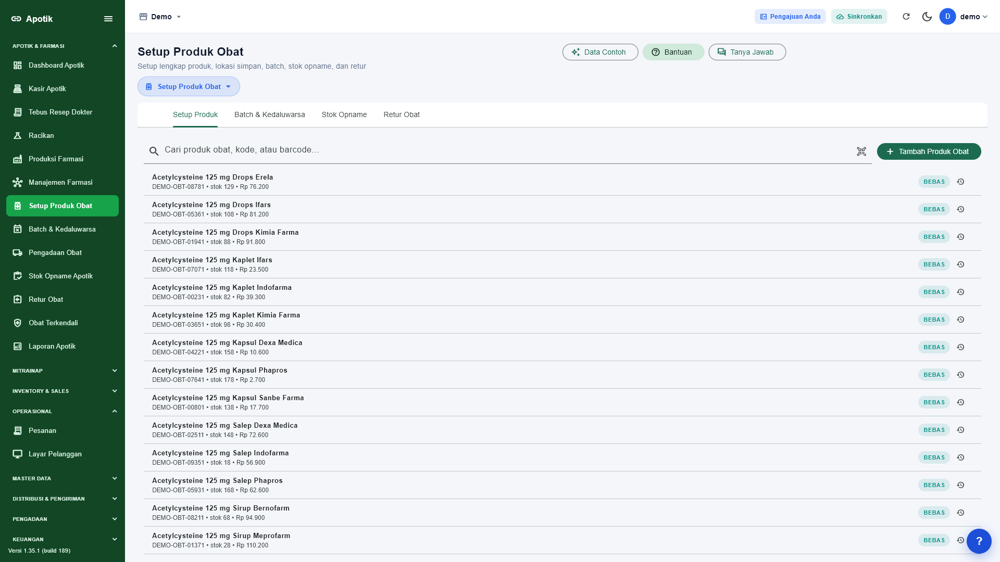 Apotik
APOTIK & FARMASI
Dashboard Apotik
Kasir Apotik
Tebus Resep Dokter
Racikan
Produksi Farmasi
Manajemen Farmasi
Setup Produk Obat
Batch & Kedaluwarsa
Pengadaan Obat
Stok Opname Apotik
Retur Obat
Obat Terkendali
Laporan Apotik
MITRAINAP
INVENTORY & SALES
OPERASIONAL
Pesanan
Layar Pelanggan
MASTER DATA
DISTRIBUSI & PENGIRIMAN
PENGADAAN
KEUANGAN
Versi 1.35.1 (build 189)
Demo
Pengajuan Anda
Sinkronkan
D
demo
Setup Produk Obat
Setup lengkap produk, lokasi simpan, batch, stok opname, dan retur
Data Contoh
Bantuan
Tanya Jawab
Setup Produk Obat
Setup Produk
Batch & Kedaluwarsa
Stok Opname
Retur Obat
Cari produk obat, kode, atau barcode...
Tambah Produk Obat
Acetylcysteine 125 mg Drops Erela
DEMO-OBT-08781 • stok 129 • Rp 76.200
BEBAS
Acetylcysteine 125 mg Drops Ifars
DEMO-OBT-05361 • stok 108 • Rp 81.200
BEBAS
Acetylcysteine 125 mg Drops Kimia Farma
DEMO-OBT-01941 • stok 88 • Rp 91.800
BEBAS
Acetylcysteine 125 mg Kaplet Ifars
DEMO-OBT-07071 • stok 118 • Rp 23.500
BEBAS
Acetylcysteine 125 mg Kaplet Indofarma
DEMO-OBT-00231 • stok 82 • Rp 39.300
BEBAS
Acetylcysteine 125 mg Kaplet Kimia Farma
DEMO-OBT-03651 • stok 98 • Rp 30.400
BEBAS
Acetylcysteine 125 mg Kapsul Dexa Medica
DEMO-OBT-04221 • stok 158 • Rp 10.600
BEBAS
Acetylcysteine 125 mg Kapsul Phapros
DEMO-OBT-07641 • stok 178 • Rp 2.700
BEBAS
Acetylcysteine 125 mg Kapsul Sanbe Farma
DEMO-OBT-00801 • stok 138 • Rp 17.700
BEBAS
Acetylcysteine 125 mg Salep Dexa Medica
DEMO-OBT-02511 • stok 148 • Rp 72.600
BEBAS
Acetylcysteine 125 mg Salep Indofarma
DEMO-OBT-09351 • stok 18 • Rp 56.900
BEBAS
Acetylcysteine 125 mg Salep Phapros
DEMO-OBT-05931 • stok 168 • Rp 62.600
BEBAS
Acetylcysteine 125 mg Sirup Bernofarm
DEMO-OBT-08211 • stok 68 • Rp 94.900
BEBAS
Acetylcysteine 125 mg Sirup Meprofarm
DEMO-OBT-01371 • stok 28 • Rp 110.200
BEBAS
?